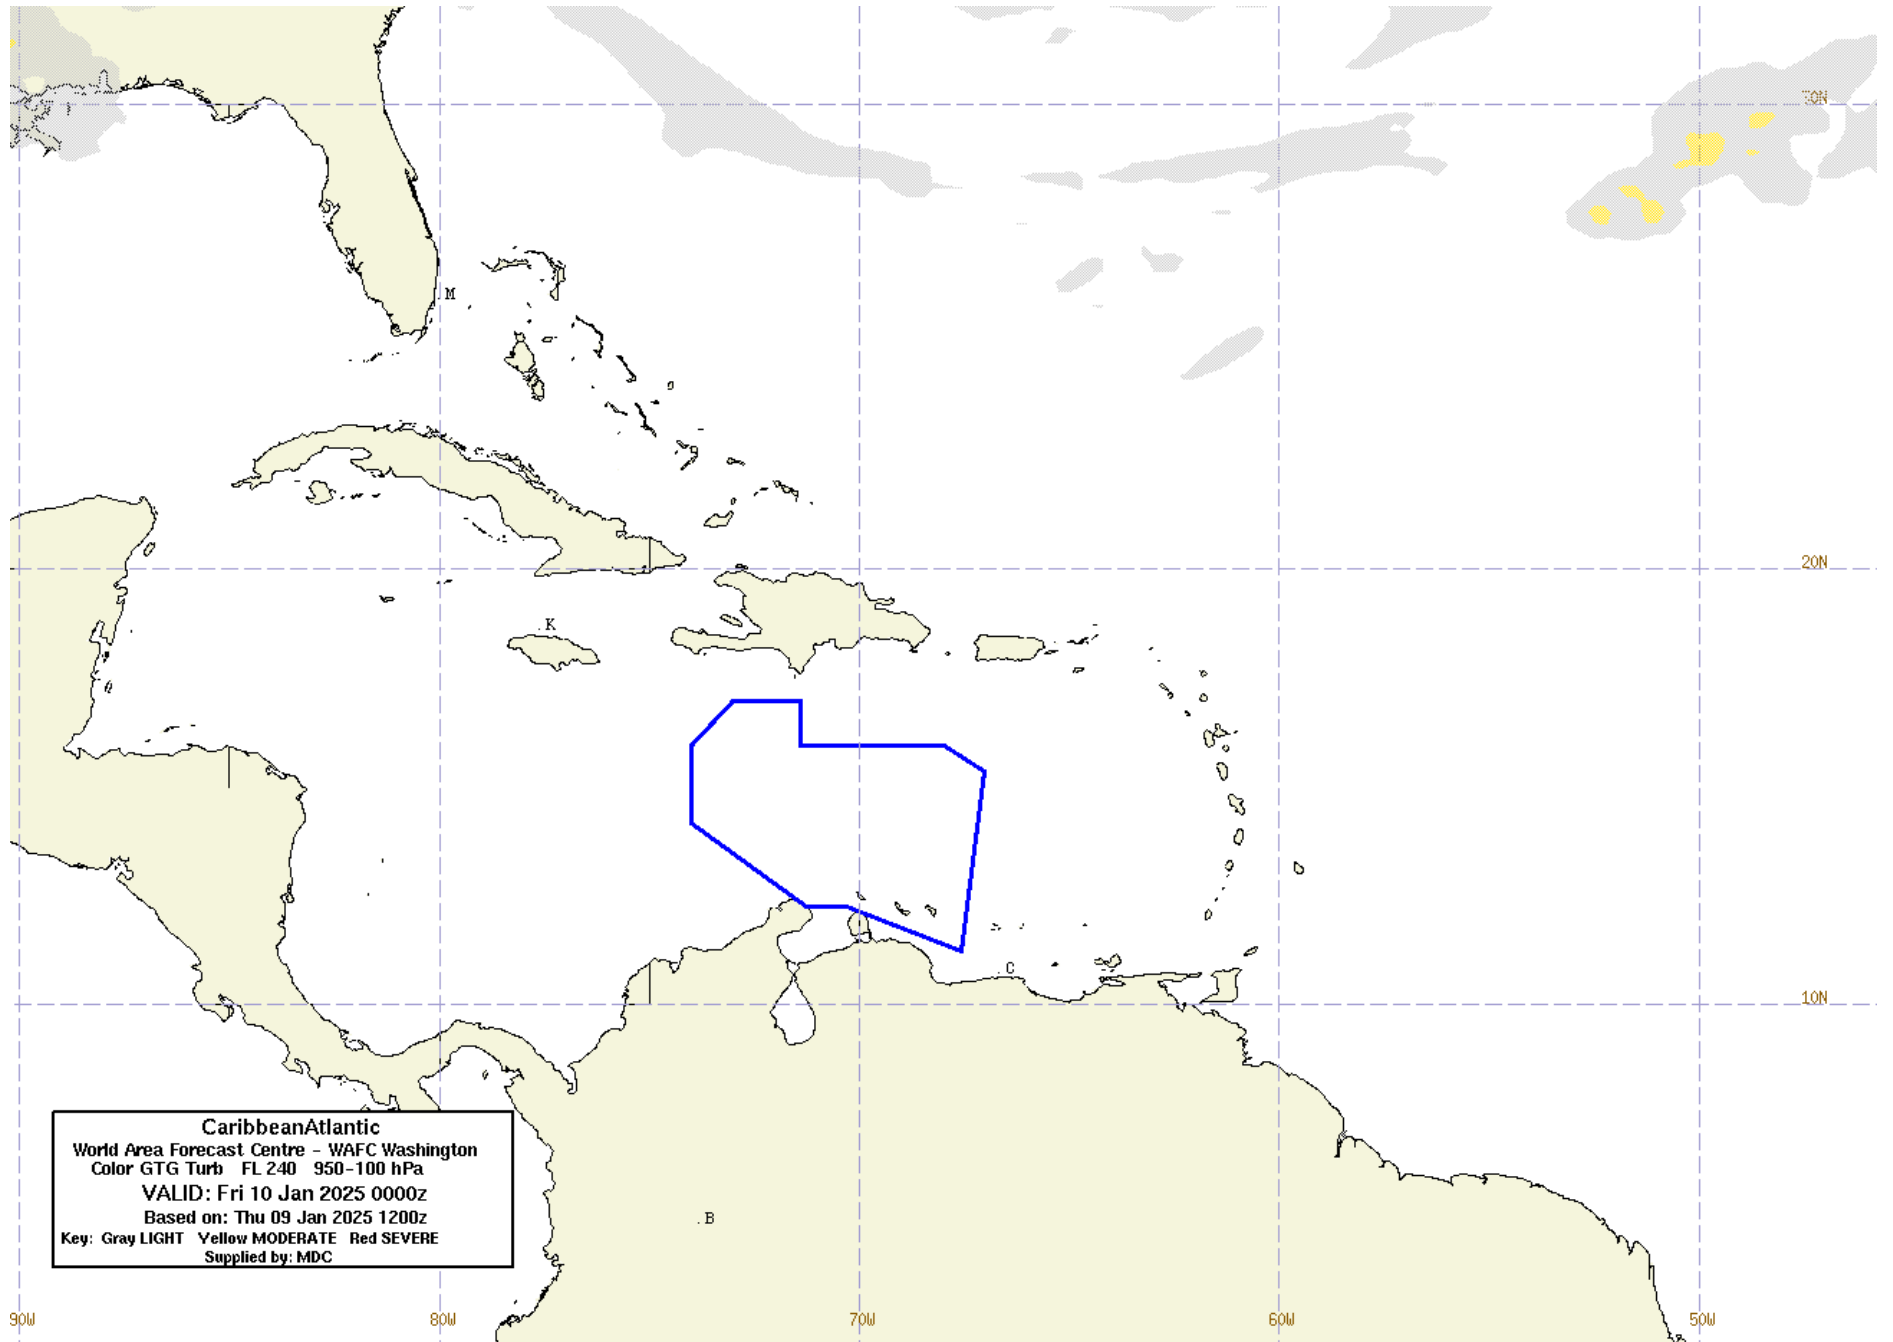 30N
.M
20N
.K
.C
10N
CaribbeanAtlantic
World Area Forecast Centre - WAFC Washington
Color GTG Turb FL 240 950-100 hPa
VALID: Fri 10 Jan 2025 0000z
Based on: Thu 09 Jan 2025 1200z
Key: Gray LIGHT Yellow MODERATE Red SEVERE
Supplied by: MDC
.B
90W 80W 70W 60W 50W